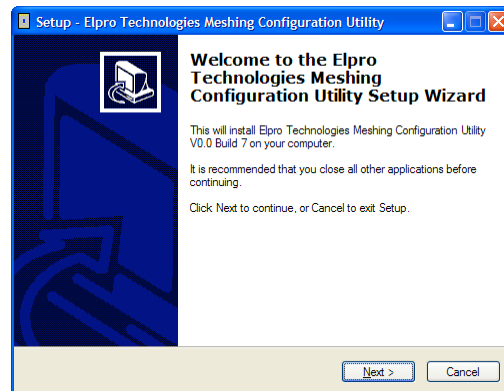 Setup - Elpro Technologies Meshing Configuration Utility
Welcome to the Elpro
Technologies Meshing
Configuration Utility Setup Wizard
This will install Elpro Technologies Meshing Configuration Utility
V0.0 Build 7 on your computer.
It is recommended that you close all other applications before
continuing.
Click Next to continue, or Cancel to exit Setup.
Next >
Cancel